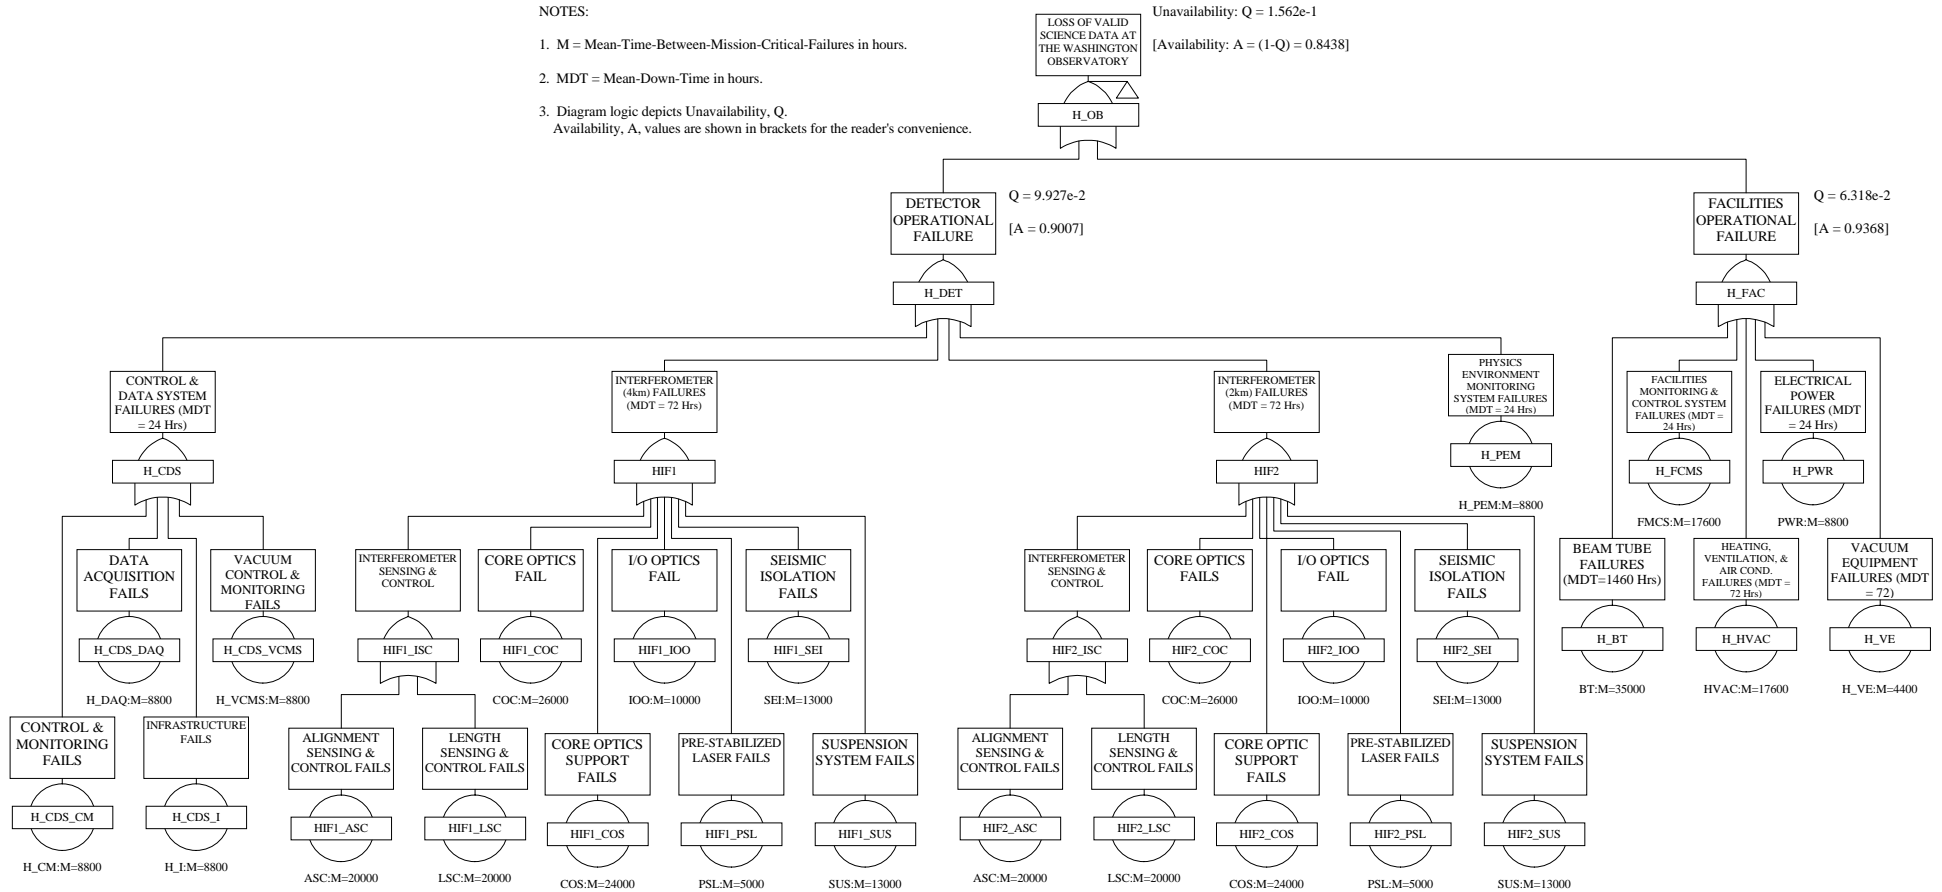 NOTES:
1. M = Mean-Time-Between-Mission-Critical-Failures in hours.
2. MDT = Mean-Down-Time in hours.
3. Diagram logic depicts Unavailability, Q.
Availability, A, values are shown in brackets for the reader's convenience.
LOSS OF VALID
SCIENCE DATA AT
THE WASHINGTON
OBSERVATORY
H_OB
Unavailability: Q = 1.562e-1
[Availability: A = (1-Q) = 0.8438]
DETECTOR
OPERATIONAL
FAILURE
H_DET
Q = 9.927e-2
[A = 0.9007]
FACILITIES
OPERATIONAL
FAILURE
H_FAC
Q = 6.318e-2
[A = 0.9368]
CONTROL &
DATA SYSTEM
FAILURES (MDT
= 24 Hrs)
H_CDS
INTERFEROMETER
(4km) FAILURES
(MDT = 72 Hrs)
HIF1
INTERFEROMETER
(2km) FAILURES
(MDT = 72 Hrs)
HIF2
PHYSICS
ENVIRONMENT
MONITORING
SYSTEM FAILURES
(MDT = 24 Hrs)
H_PEM
H_PEM:M=8800
FACILITIES
MONITORING &
CONTROL SYSTEM
FAILURES (MDT =
24 Hrs)
H_FCMS
FMCS:M=17600
ELECTRICAL
POWER
FAILURES (MDT
= 24 Hrs)
H_PWR
PWR:M=8800
DATA
ACQUISITION
FAILS
H_CDS_DAQ
H_DAQ:M=8800
VACUUM
CONTROL &
MONITORING
FAILS
H_CDS_VCMS
H_VCMS:M=8800
INTERFEROMETER
SENSING &
CONTROL
HIF1_ISC
CORE OPTICS
FAIL
HIF1_COC
COC:M=26000
I/O OPTICS
FAIL
HIF1_IOO
IOO:M=10000
SEISMIC
ISOLATION
FAILS
HIF1_SEI
SEI:M=13000
INTERFEROMETER
SENSING &
CONTROL
HIF2_ISC
CORE OPTICS
FAILS
HIF2_COC
COC:M=26000
I/O OPTICS
FAIL
HIF2_IOO
IOO:M=10000
SEISMIC
ISOLATION
FAILS
HIF2_SEI
SEI:M=13000
BEAM TUBE
FAILURES
(MDT=1460 Hrs)
H_BT
BT:M=35000
HEATING,
VENTILATION, &
AIR COND.
FAILURES (MDT =
72 Hrs)
H_HVAC
HVAC:M=17600
VACUUM
EQUIPMENT
FAILURES (MDT
= 72)
H_VE
H_VE:M=4400
CONTROL &
MONITORING
FAILS
H_CDS_CM
H_CM:M=8800
INFRASTRUCTURE
FAILS
H_CDS_I
H_I:M=8800
ALIGNMENT
SENSING &
CONTROL FAILS
HIF1_ASC
ASC:M=20000
LENGTH
SENSING &
CONTROL FAILS
HIF1_LSC
LSC:M=20000
CORE OPTICS
SUPPORT
FAILS
HIF1_COS
COS:M=24000
PRE-STABILIZED
LASER FAILS
HIF1_PSL
PSL:M=5000
SUSPENSION
SYSTEM FAILS
HIF1_SUS
SUS:M=13000
ALIGNMENT
SENSING &
CONTROL FAILS
HIF2_ASC
ASC:M=20000
LENGTH
SENSING &
CONTROL FAILS
HIF2_LSC
LSC:M=20000
CORE OPTIC
SUPPORT
FAILS
HIF2_COS
COS:M=24000
PRE-STABILIZED
LASER FAILS
HIF2_PSL
PSL:M=5000
SUSPENSION
SYSTEM FAILS
HIF2_SUS
SUS:M=13000